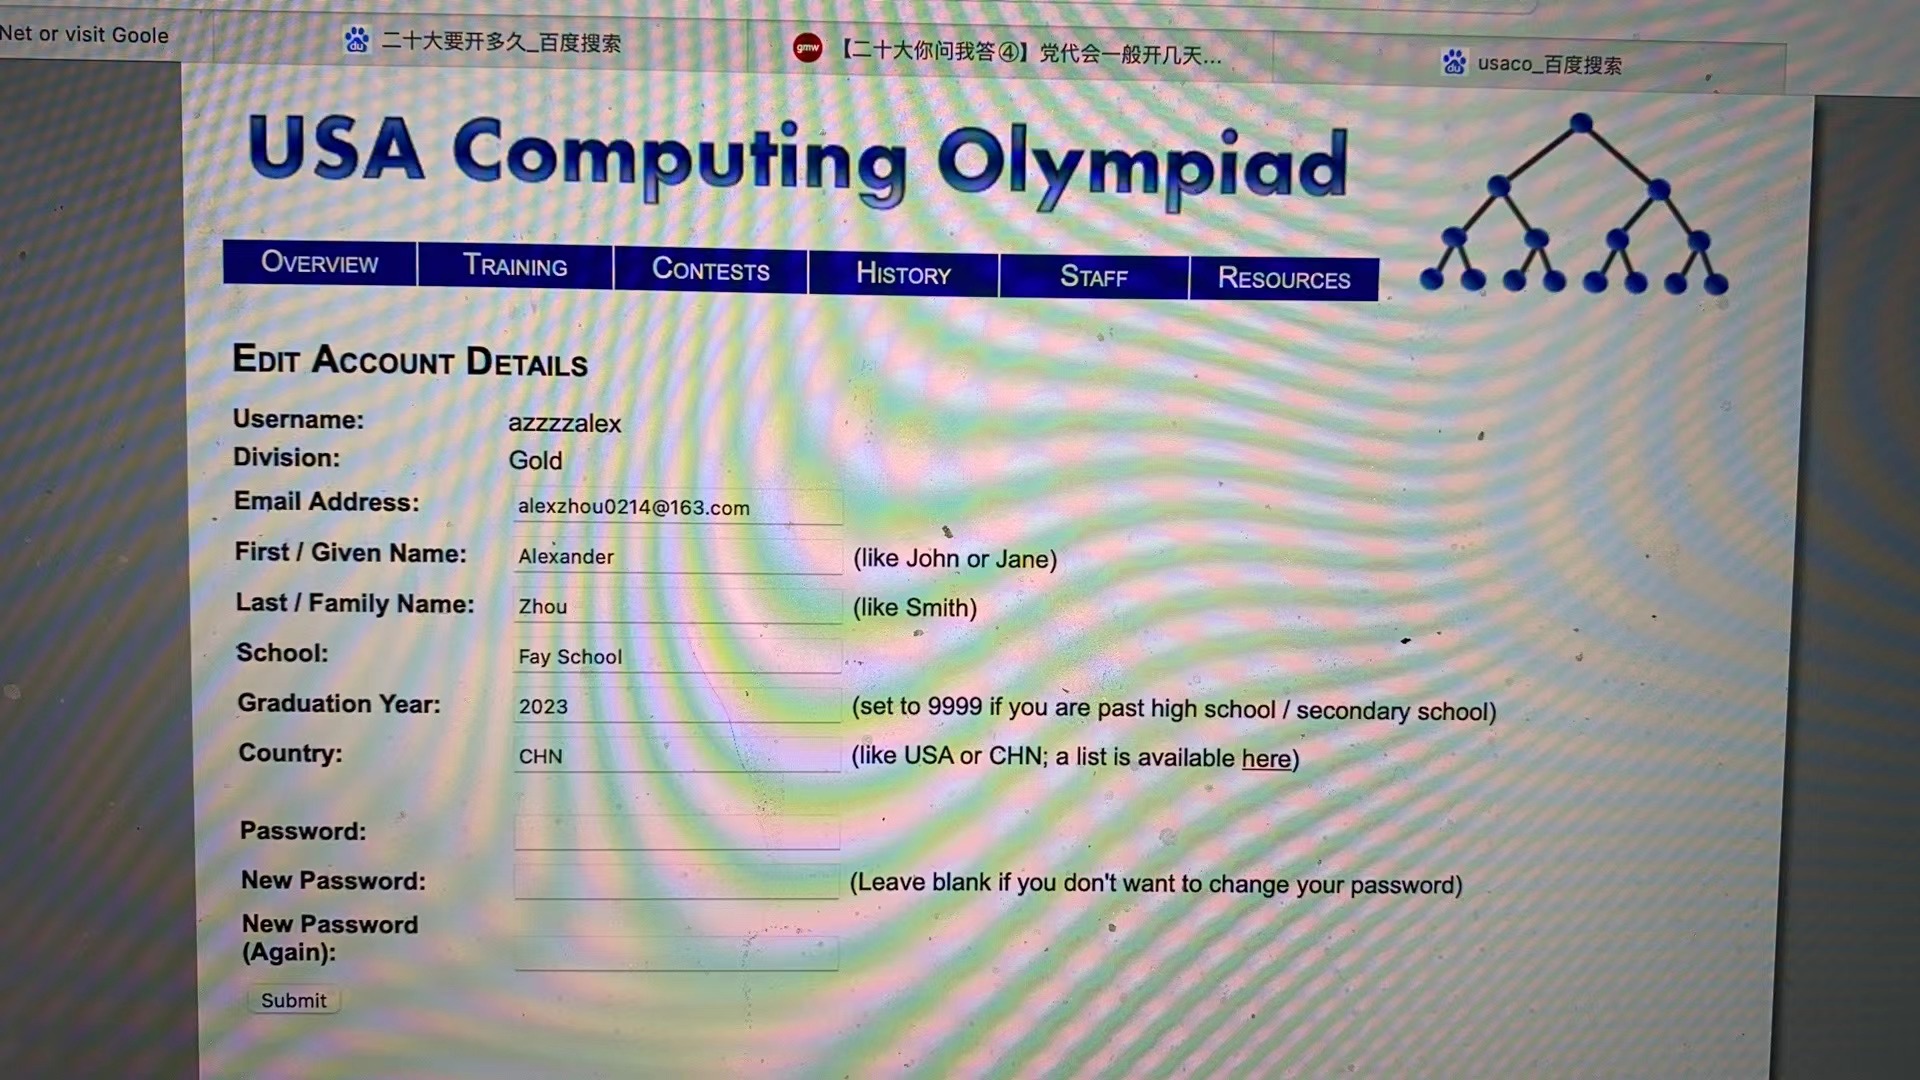 Net or visit Goole
二十大要开多久_百度搜索
【二十大你问我答④】党代会一般开几天...
usaco_百度搜索
USA Computing Olympiad
OVERVIEW
TRAINING
CONTESTS
HISTORY
STAFF
RESOURCES
EDIT ACCOUNT DETAILS
Username: azzzzalex
Division: Gold
Email Address: alexzhou0214@163.com
First / Given Name: Alexander (like John or Jane)
Last / Family Name: Zhou (like Smith)
School: Fay School
Graduation Year: 2023 (set to 9999 if you are past high school / secondary school)
Country: CHN (like USA or CHN; a list is available here)
Password:
New Password: (Leave blank if you don't want to change your password)
New Password
(Again):
Submit